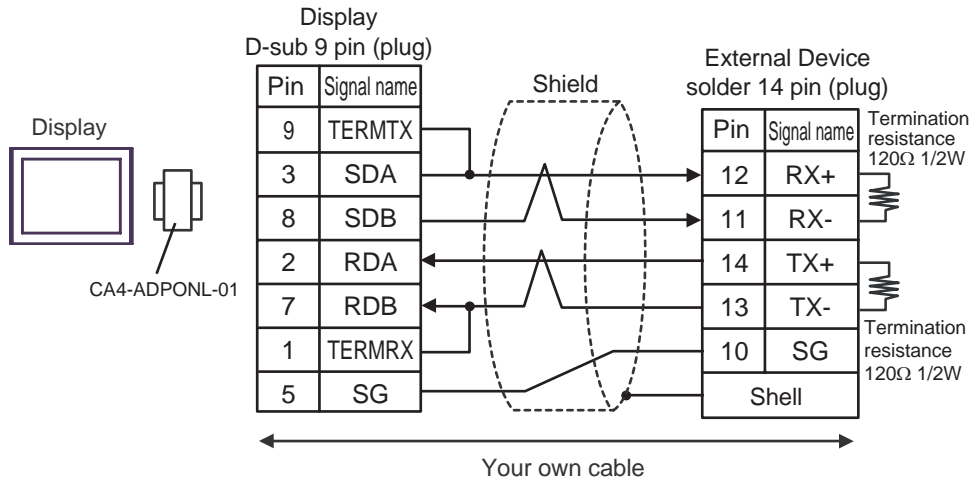 Display
D-sub 9 pin (plug)
Pin Signal name
9 TERMTX
3 SDA
8 SDB
2 RDA
7 RDB
1 TERMRX
5 SG
Shield
External Device
solder 14 pin (plug)
Pin Signal name
12 RX+
11 RX-
14 TX+
13 TX-
10 SG
Shell
Termination
resistance
120Ω 1/2W
Termination
resistance
120Ω 1/2W
Display
CA4-ADPONL-01
Your own cable